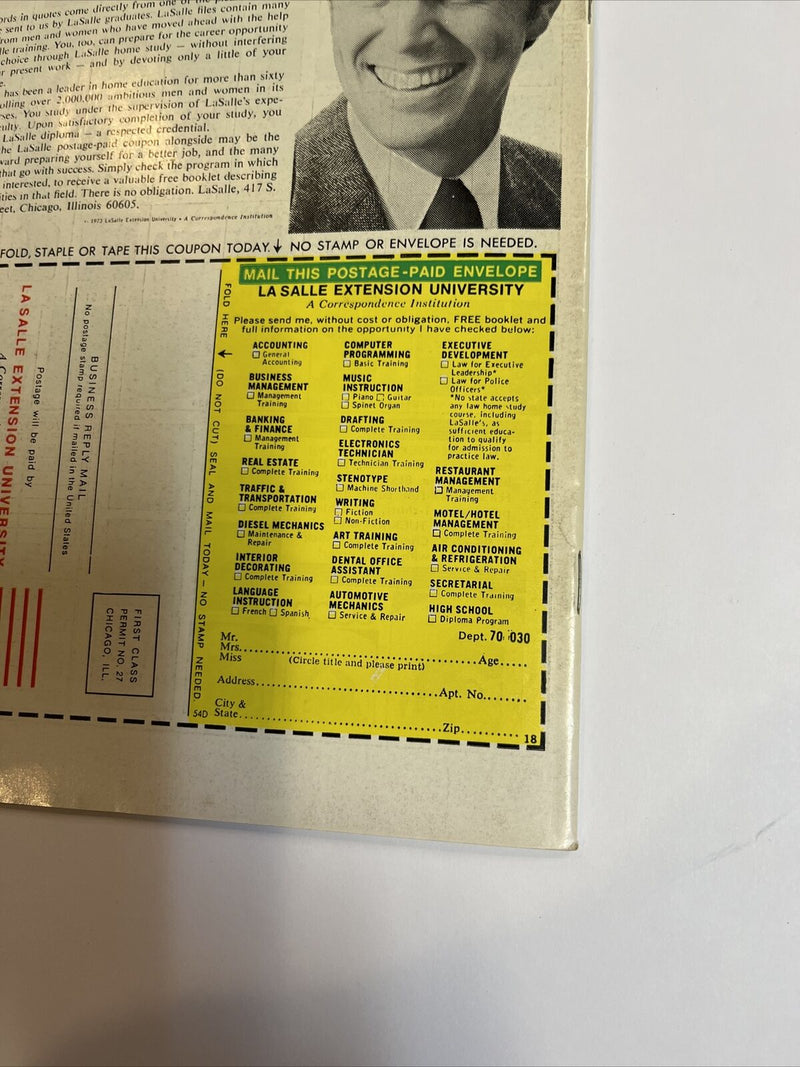 ords in quotes come directly from one of the
sent to us by LaSalle graduates. LaSalle files contain many
from men and women who have moved ahead with the help
lle training. You, too, can prepare for the career opportunity
choice through LaSalle home study — without interfering
r present work — and by devoting only a little of your
e.
has been a leader in home education for more than sixty
olling over 2,000,000 ambitious men and women in its
ses. You study under the supervision of LaSalle's expe-
ulty. Upon satisfactory completion of your study, you
LaSalle diploma — a respected credential.
he LaSalle postage-paid coupon alongside may be the
ward preparing yourself for a better job, and the many
that go with success. Simply check the program in which
interested, to receive a valuable free booklet describing
ities in that field. There is no obligation. LaSalle, 417 S.
eet, Chicago, Illinois 60605.
1973 LaSalle Extension University • A Correspondence Institution
FOLD, STAPLE OR TAPE THIS COUPON TODAY.↓ NO STAMP OR ENVELOPE IS NEEDED.
LA SALLE EXTENSION UNIVERSITY
Postage will be paid by
No postage stamp required if mailed in the United States
BUSINESS REPLY MAIL
FIRST CLASS
PERMIT NO. 27
CHICAGO, ILL.
FOLD HERE → (DO NOT CUT) SEAL AND MAIL TODAY — NO STAMP NEEDED
MAIL THIS POSTAGE-PAID ENVELOPE
LA SALLE EXTENSION UNIVERSITY
A Correspondence Institution
Please send me, without cost or obligation, FREE booklet and
full information on the opportunity I have checked below:
ACCOUNTING
☐ General
Accounting
BUSINESS
MANAGEMENT
☐ Management
Training
BANKING
& FINANCE
☐ Management
Training
REAL ESTATE
☐ Complete Training
TRAFFIC &
TRANSPORTATION
☐ Complete Training
DIESEL MECHANICS
☐ Maintenance &
Repair
INTERIOR
DECORATING
☐ Complete Training
LANGUAGE
INSTRUCTION
☐ French ☐ Spanish
COMPUTER
PROGRAMMING
☐ Basic Training
MUSIC
INSTRUCTION
☐ Piano ☐ Guitar
☐ Spinet Organ
DRAFTING
☐ Complete Training
ELECTRONICS
TECHNICIAN
☐ Technician Training
STENOTYPE
☐ Machine Shorthand
WRITING
☐ Fiction
☐ Non-Fiction
ART TRAINING
☐ Complete Training
DENTAL OFFICE
ASSISTANT
☐ Complete Training
AUTOMOTIVE
MECHANICS
☐ Service & Repair
EXECUTIVE
DEVELOPMENT
☐ Law for Executive
Leadership*
☐ Law for Police
Officers*
*No state accepts
any law home study
course, including
LaSalle's, as
sufficient educa-
tion to qualify
for admission to
practice law.
RESTAURANT
MANAGEMENT
☐ Management
Training
MOTEL/HOTEL
MANAGEMENT
☐ Complete Training
AIR CONDITIONING
& REFRIGERATION
☐ Service & Repair
SECRETARIAL
☐ Complete Training
HIGH SCHOOL
☐ Diploma Program
Dept. 70-030
Mr.
Mrs.
Miss ........ Age.....
(Circle title and please print)
Address........ Apt. No........
City &
State........ Zip..........
54D
18